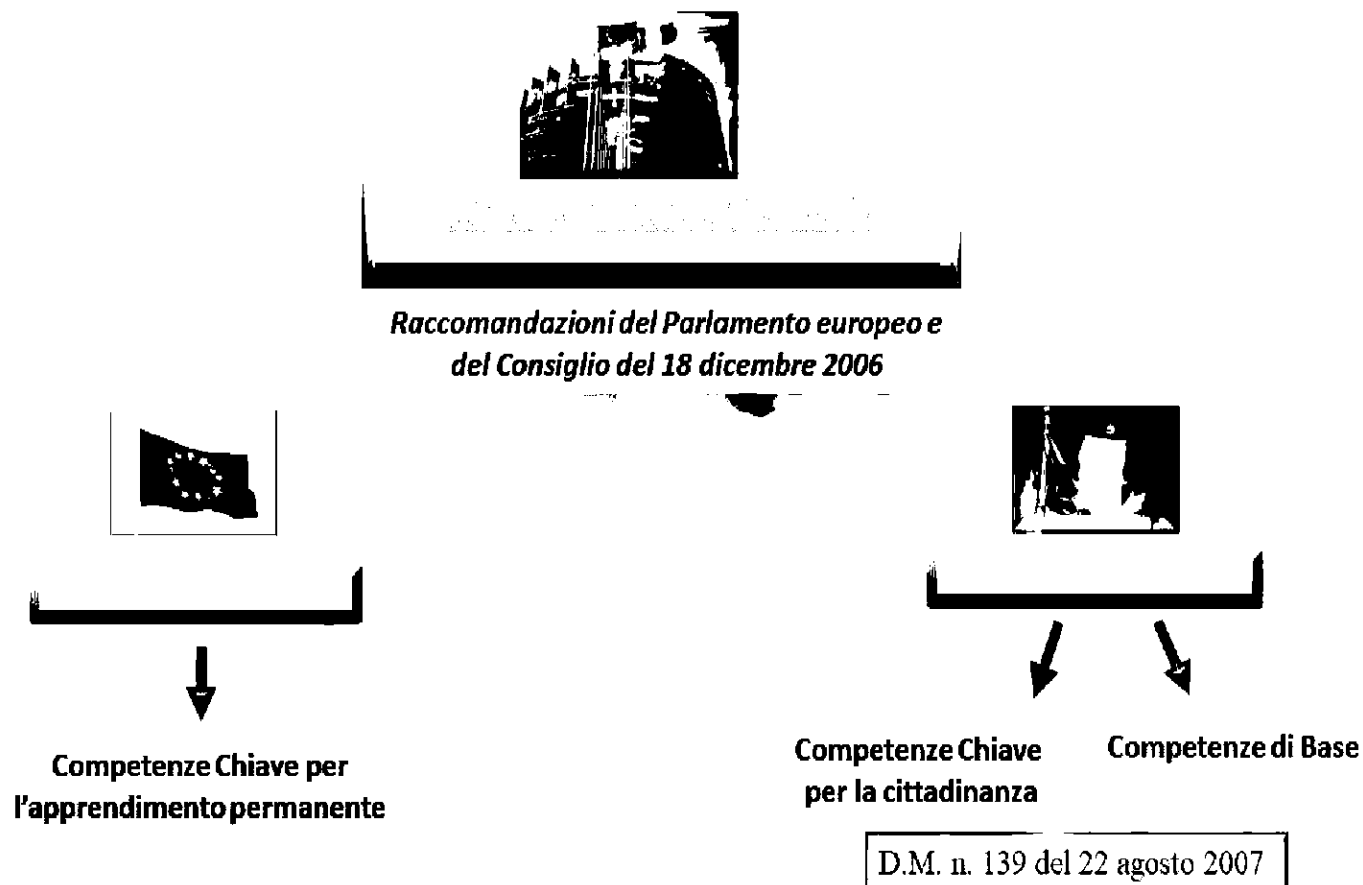 Raccomandazioni del Parlamento europeo e
del Consiglio del 18 dicembre 2006
Competenze Chiave per
l'apprendimento permanente
Competenze Chiave
per la cittadinanza
Competenze di Base
D.M. n. 139 del 22 agosto 2007